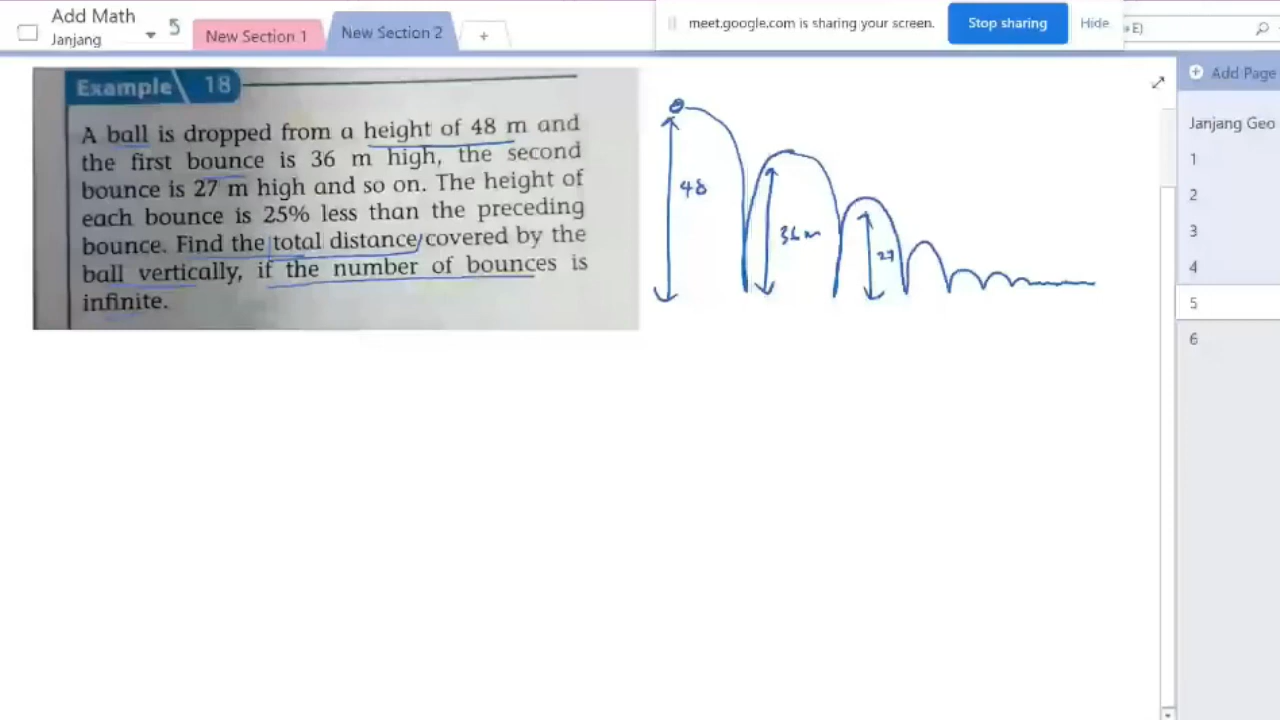 Add Math
Janjang
New Section 1
New Section 2
+
meet.google.com is sharing your screen.
Stop sharing
Hide
E)
Add Page
Example 18
A ball is dropped from a height of 48 m and
the first bounce is 36 m high, the second
bounce is 27 m high and so on. The height of
each bounce is 25% less than the preceding
bounce. Find the total distance covered by the
ball vertically, if the number of bounces is
infinite.
48
36 m
27
Janjang Geo
1
2
3
4
5
6